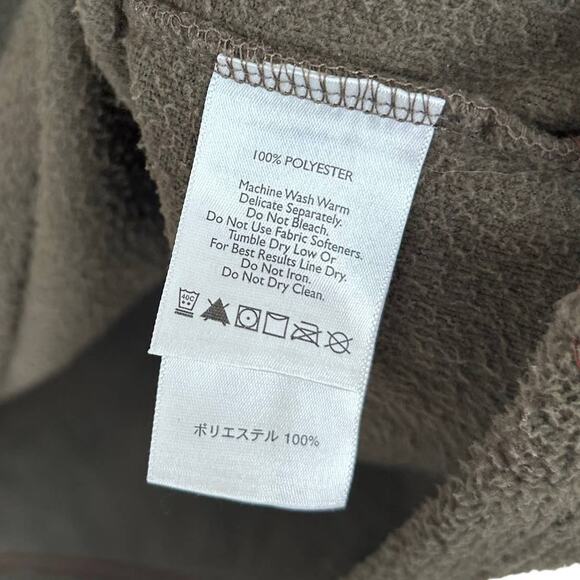 100% POLYESTER
Machine Wash Warm
Delicate Separately.
Do Not Bleach.
Do Not Use Fabric Softeners.
Tumble Dry Low Or
For Best Results Line Dry.
Do Not Iron.
Do Not Dry Clean.
40C
ポリエステル 100%